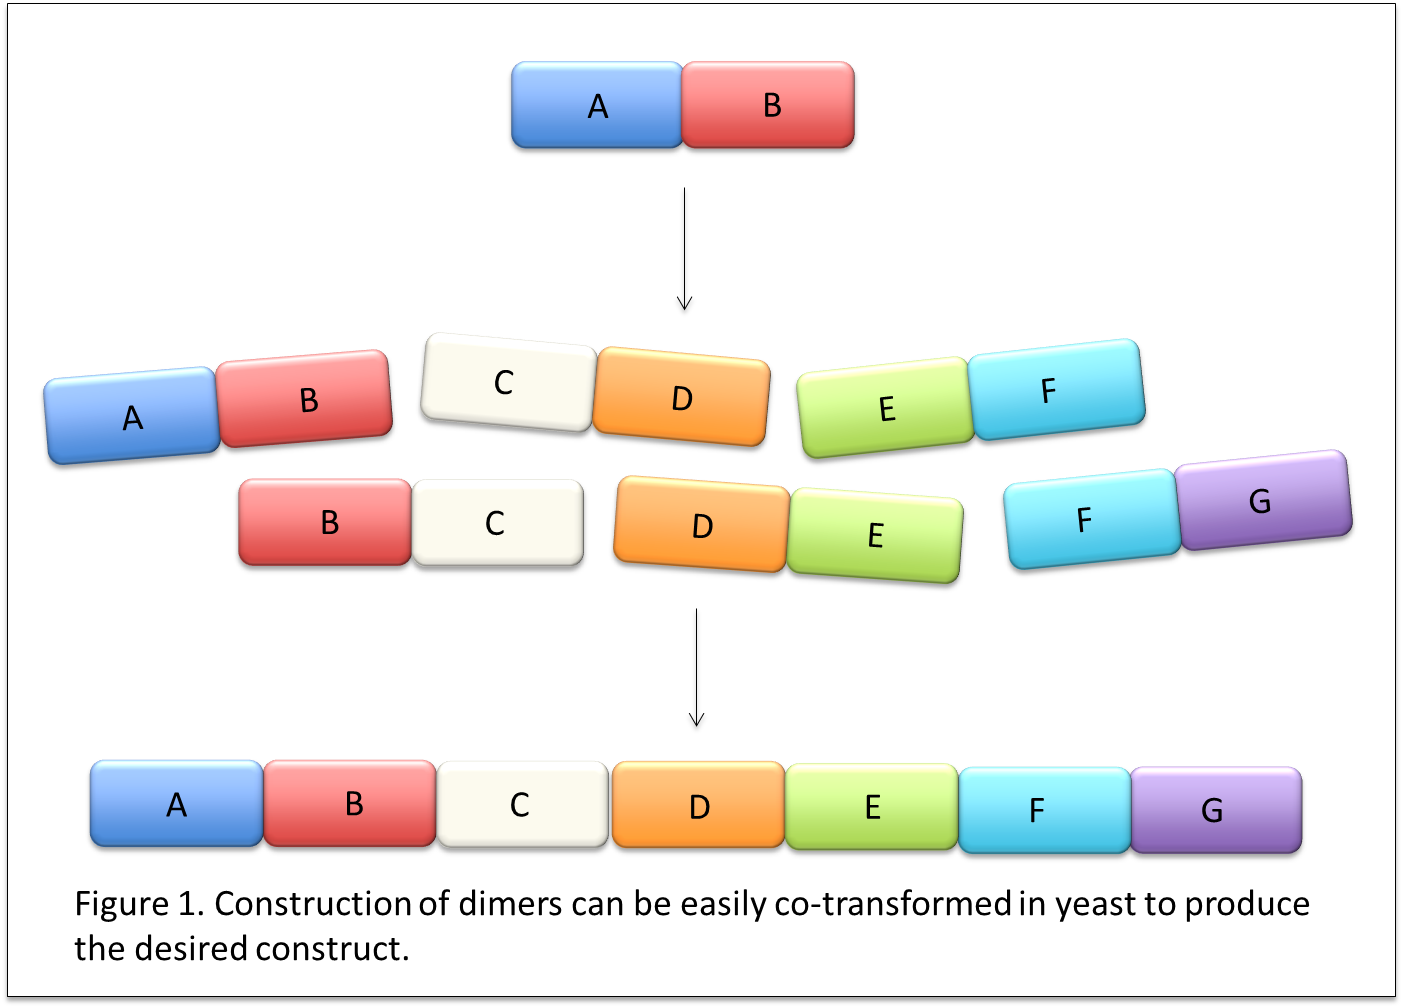 A B
A B C D E F
B C D E F G
A B C D E F G
Figure 1. Construction of dimers can be easily co-transformed in yeast to produce
the desired construct.